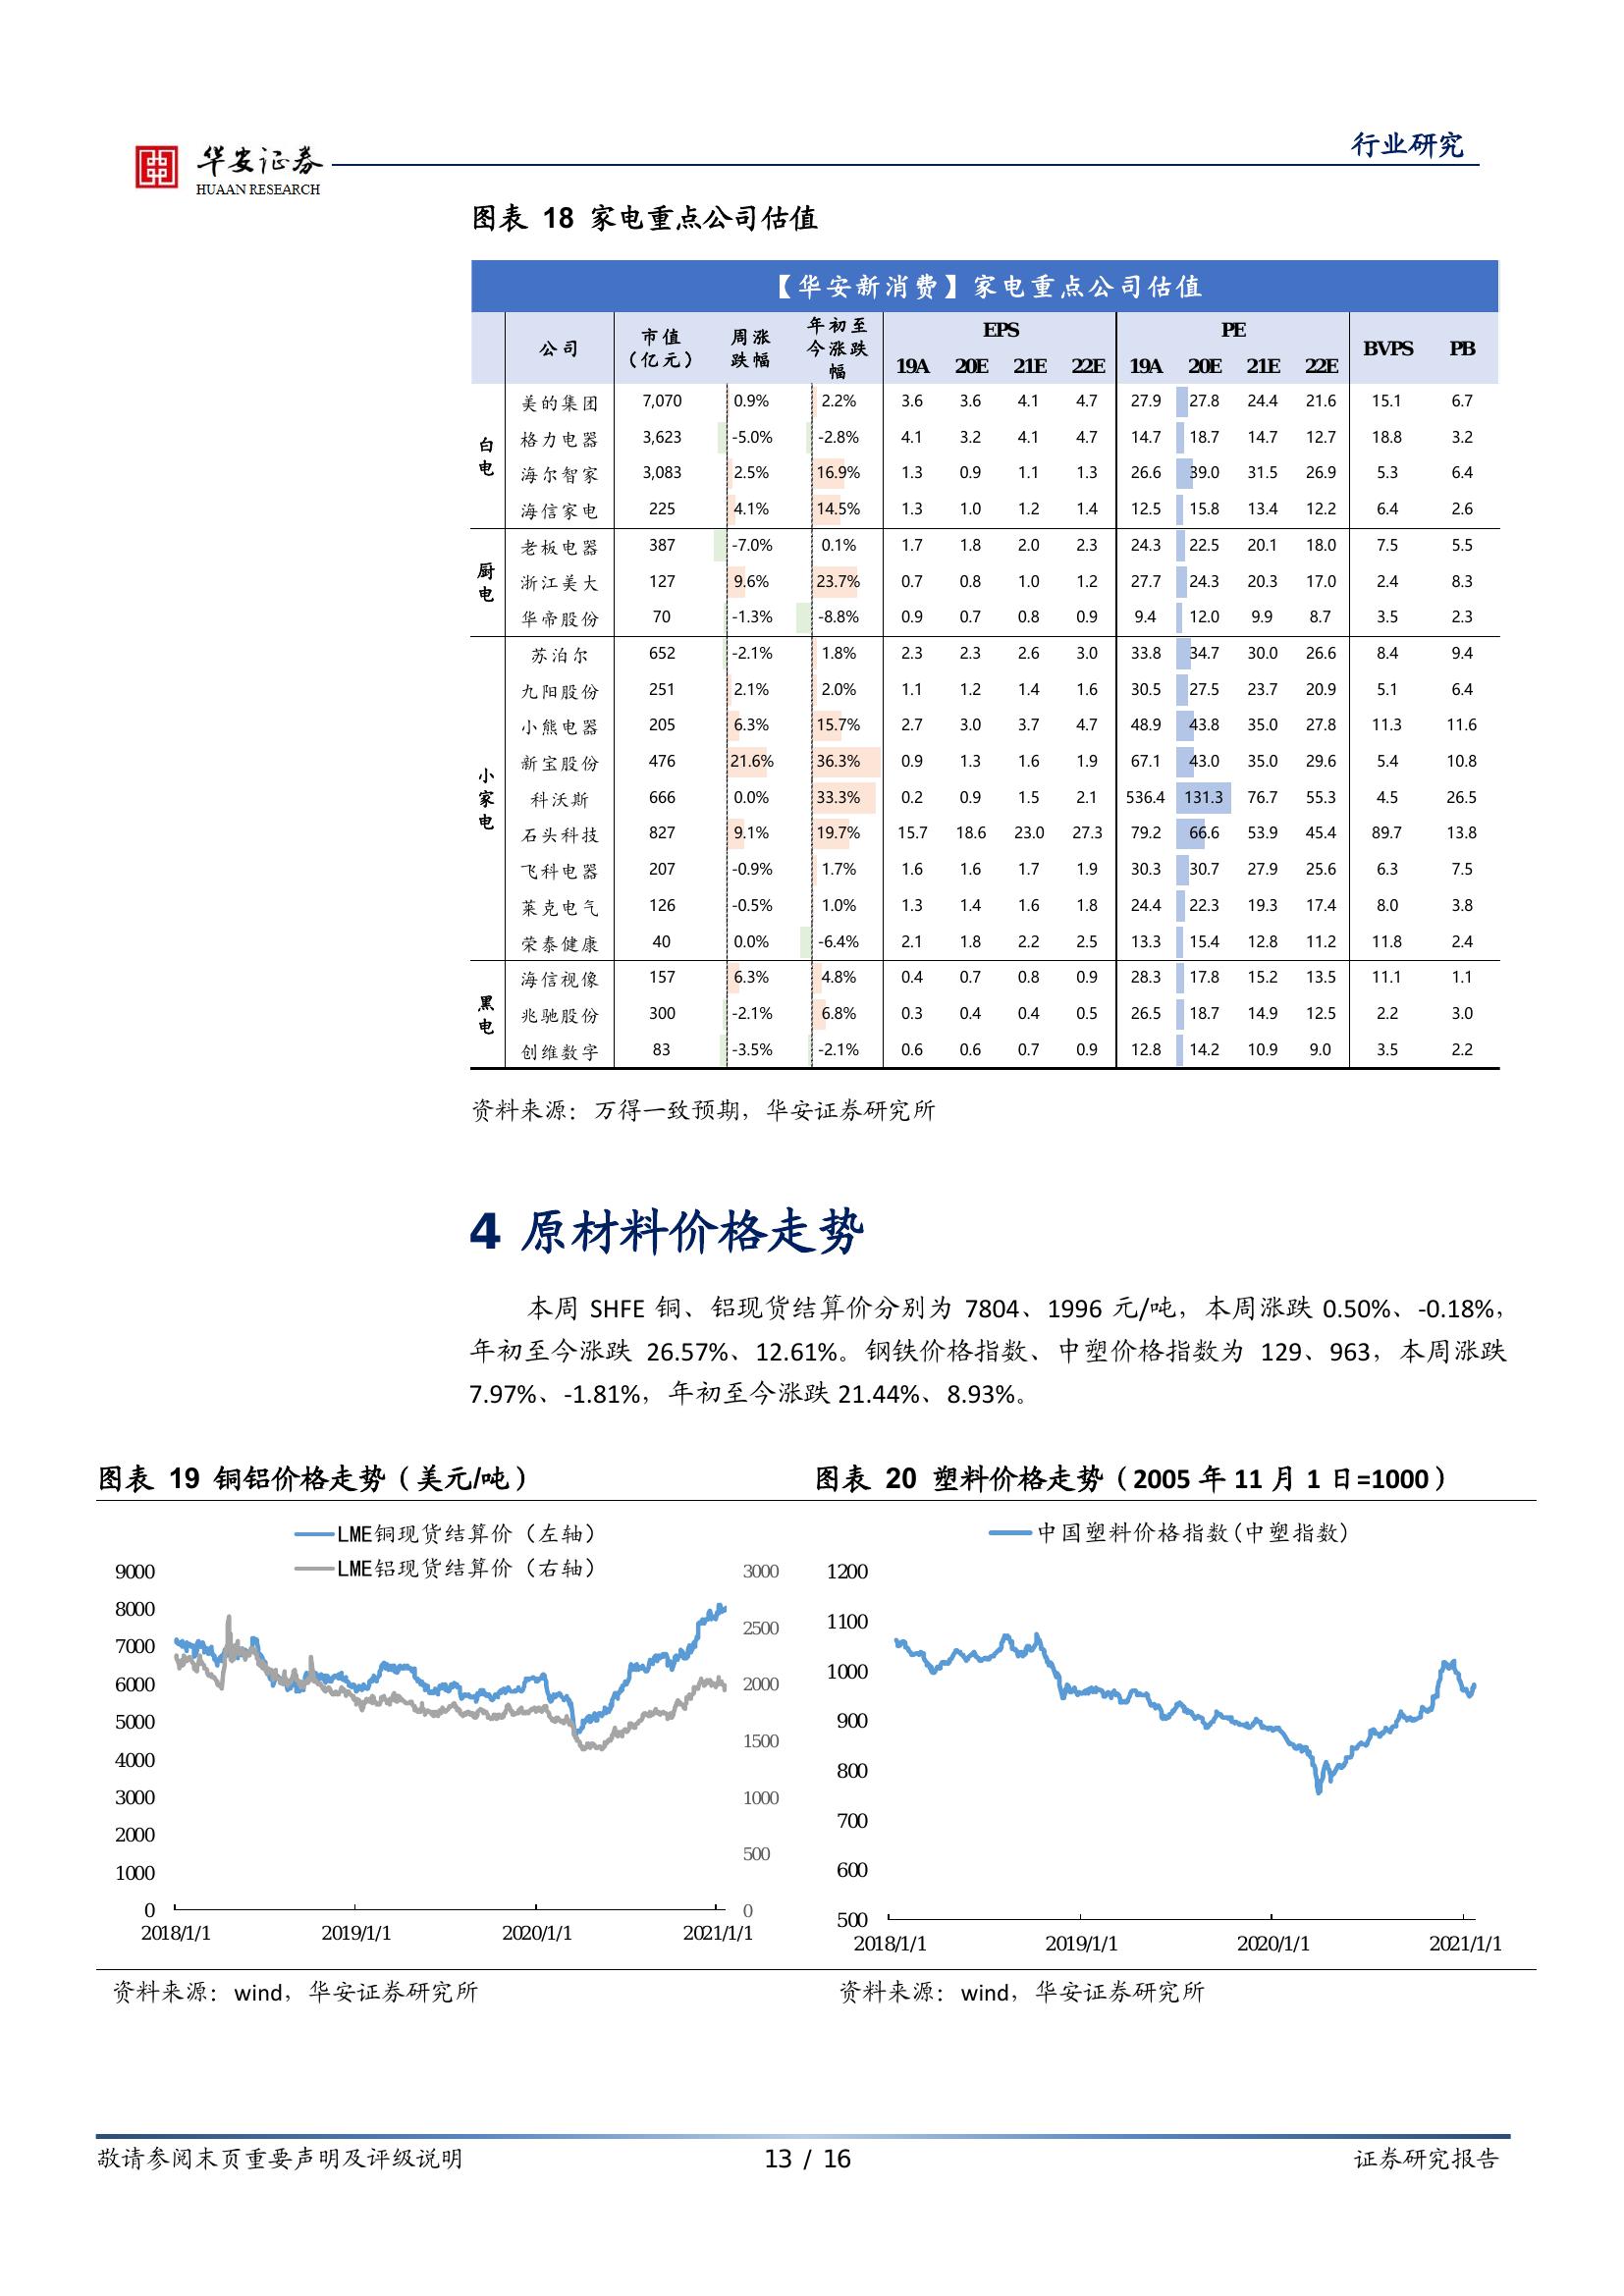 华安证券
HUAAN RESEARCH
行业研究
图表 18 家电重点公司估值
【华安新消费】家电重点公司估值
公司 市值（亿元） 周涨跌幅 年初至今涨跌幅 EPS PE BVPS PB
19A 20E 21E 22E 19A 20E 21E 22E
白电
美的集团 7,070 0.9% 2.2% 3.6 3.6 4.1 4.7 27.9 27.8 24.4 21.6 15.1 6.7
格力电器 3,623 -5.0% -2.8% 4.1 3.2 4.1 4.7 14.7 18.7 14.7 12.7 18.8 3.2
海尔智家 3,083 2.5% 16.9% 1.3 0.9 1.1 1.3 26.6 39.0 31.5 26.9 5.3 6.4
海信家电 225 4.1% 14.5% 1.3 1.0 1.2 1.4 12.5 15.8 13.4 12.2 6.4 2.6
厨电
老板电器 387 -7.0% 0.1% 1.7 1.8 2.0 2.3 24.3 22.5 20.1 18.0 7.5 5.5
浙江美大 127 9.6% 23.7% 0.7 0.8 1.0 1.2 27.7 24.3 20.3 17.0 2.4 8.3
华帝股份 70 -1.3% -8.8% 0.9 0.7 0.8 0.9 9.4 12.0 9.9 8.7 3.5 2.3
小家电
苏泊尔 652 -2.1% 1.8% 2.3 2.3 2.6 3.0 33.8 34.7 30.0 26.6 8.4 9.4
九阳股份 251 2.1% 2.0% 1.1 1.2 1.4 1.6 30.5 27.5 23.7 20.9 5.1 6.4
小熊电器 205 6.3% 15.7% 2.7 3.0 3.7 4.7 48.9 43.8 35.0 27.8 11.3 11.6
新宝股份 476 21.6% 36.3% 0.9 1.3 1.6 1.9 67.1 43.0 35.0 29.6 5.4 10.8
科沃斯 666 0.0% 33.3% 0.2 0.9 1.5 2.1 536.4 131.3 76.7 55.3 4.5 26.5
石头科技 827 9.1% 19.7% 15.7 18.6 23.0 27.3 79.2 66.6 53.9 45.4 89.7 13.8
飞科电器 207 -0.9% 1.7% 1.6 1.6 1.7 1.9 30.3 30.7 27.9 25.6 6.3 7.5
莱克电气 126 -0.5% 1.0% 1.3 1.4 1.6 1.8 24.4 22.3 19.3 17.4 8.0 3.8
荣泰健康 40 0.0% -6.4% 2.1 1.8 2.2 2.5 13.3 15.4 12.8 11.2 11.8 2.4
黑电
海信视像 157 6.3% 4.8% 0.4 0.7 0.8 0.9 28.3 17.8 15.2 13.5 11.1 1.1
兆驰股份 300 -2.1% 6.8% 0.3 0.4 0.4 0.5 26.5 18.7 14.9 12.5 2.2 3.0
创维数字 83 -3.5% -2.1% 0.6 0.6 0.7 0.9 12.8 14.2 10.9 9.0 3.5 2.2
资料来源：万得一致预期，华安证券研究所
4 原材料价格走势
本周 SHFE 铜、铝现货结算价分别为 7804、1996 元/吨，本周涨跌 0.50%、-0.18%，
年初至今涨跌 26.57%、12.61%。钢铁价格指数、中塑价格指数为 129、963，本周涨跌
7.97%、-1.81%，年初至今涨跌 21.44%、8.93%。
图表 19 铜铝价格走势（美元/吨）
LME铜现货结算价（左轴）
LME铝现货结算价（右轴）
9000
8000
7000
6000
5000
4000
3000
2000
1000
0
3000
2500
2000
1500
1000
500
0
2018/1/1 2019/1/1 2020/1/1 2021/1/1
资料来源：wind，华安证券研究所
图表 20 塑料价格走势（2005 年 11 月 1 日=1000）
中国塑料价格指数(中塑指数)
1200
1100
1000
900
800
700
600
500
2018/1/1 2019/1/1 2020/1/1 2021/1/1
资料来源：wind，华安证券研究所
敬请参阅末页重要声明及评级说明 13 / 16 证券研究报告